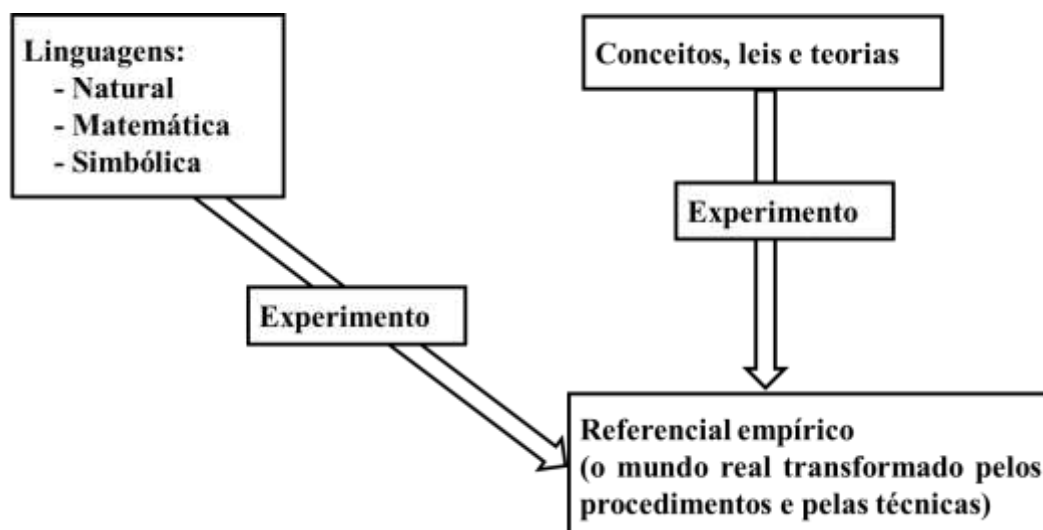 Linguagens:
- Natural
- Matemática
- Simbólica
Conceitos, leis e teorias
Experimento
Experimento
Referencial empírico
(o mundo real transformado pelos
procedimentos e pelas técnicas)